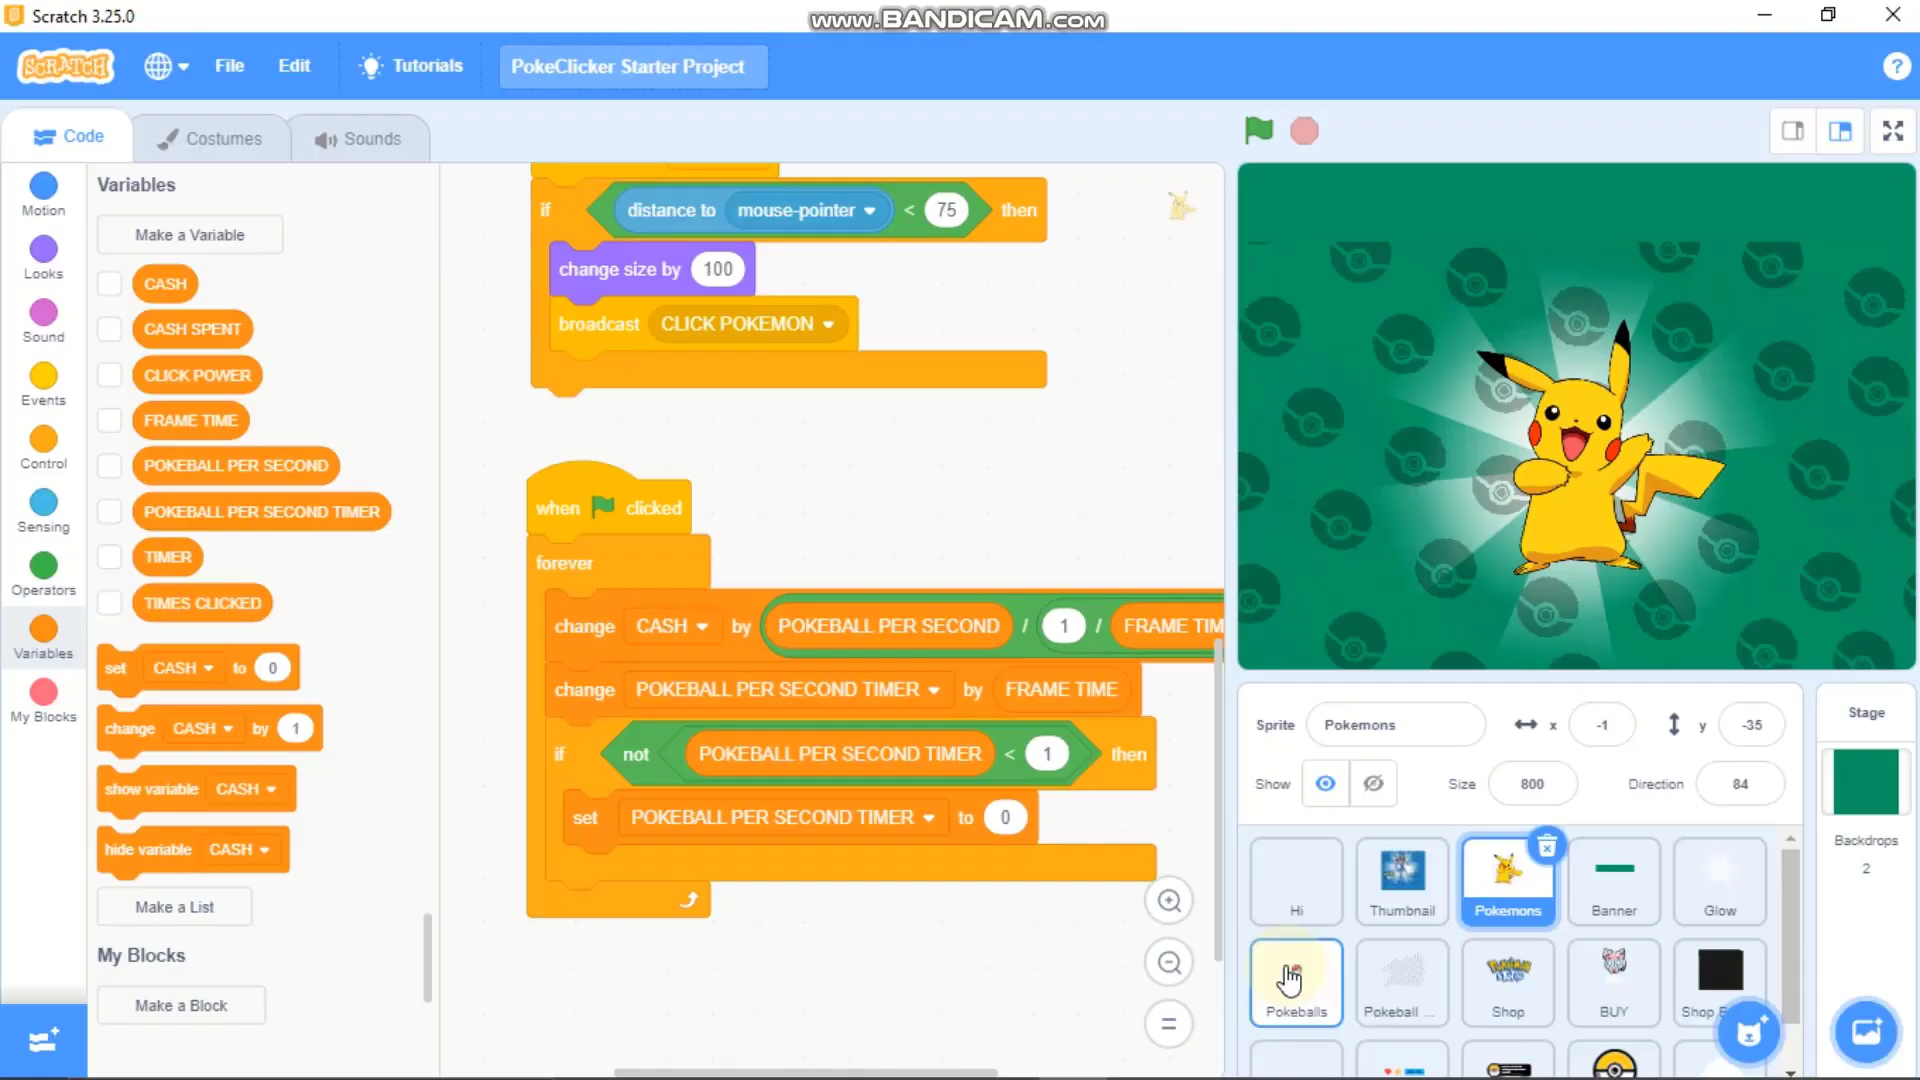 Scratch 3.25.0
www.BANDICAM.com
SCRATCH
File
Edit
Tutorials
PokeClicker Starter Project
?
Code
Costumes
Sounds
Motion
Looks
Sound
Events
Control
Sensing
Operators
Variables
My Blocks
Variables
Make a Variable
CASH
CASH SPENT
CLICK POWER
FRAME TIME
POKEBALL PER SECOND
POKEBALL PER SECOND TIMER
TIMER
TIMES CLICKED
set CASH to 0
change CASH by 1
show variable CASH
hide variable CASH
Make a List
My Blocks
Make a Block
if distance to mouse-pointer < 75 then
change size by 100
broadcast CLICK POKEMON
when clicked
forever
change CASH by POKEBALL PER SECOND / 1 / FRAME TIM
change POKEBALL PER SECOND TIMER by FRAME TIME
if not POKEBALL PER SECOND TIMER < 1 then
set POKEBALL PER SECOND TIMER to 0
Sprite Pokemons x -1 y -35
Show Size 800 Direction 84
Hi
Thumbnail
Pokemons
Banner
Glow
Pokeballs
Pokeball ...
Shop
BUY
Shop
Stage
Backdrops
2